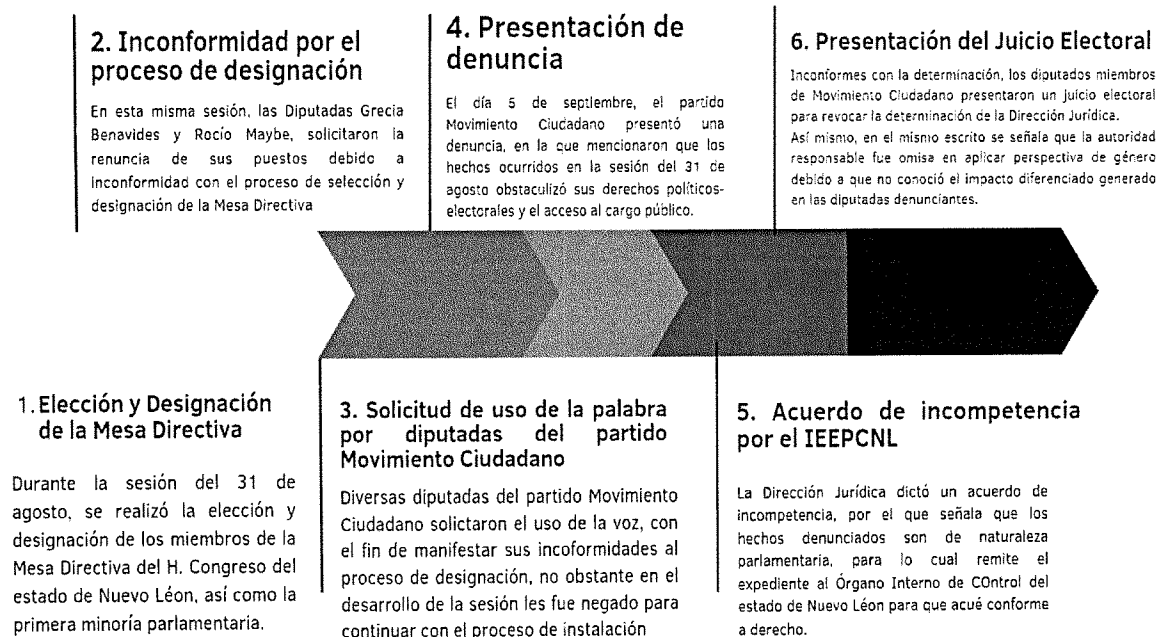 1. Elección y Designación
de la Mesa Directiva
Durante la sesión del 31 de
agosto, se realizó la elección y
designación de los miembros de la
Mesa Directiva del H. Congreso del
estado de Nuevo Léon, así como la
primera minoría parlamentaria.
2. Inconformidad por el
proceso de designación
En esta misma sesión, las Diputadas Grecia
Benavides y Rocío Maybe, solicitaron la
renuncia de sus puestos debido a
inconformidad con el proceso de selección y
designación de la Mesa Directiva
3. Solicitud de uso de la palabra
por diputadas del partido
Movimiento Ciudadano
Diversas diputadas del partido Movimiento
Ciudadano solictaron el uso de la voz, con
el fin de manifestar sus incoformidades al
proceso de designación, no obstante en el
desarrollo de la sesión les fue negado para
continuar con el proceso de instalación
4. Presentación de
denuncia
El día 5 de septiembre, el partido
Movimiento Ciudadano presentó una
denuncia, en la que mencionaron que los
hechos ocurridos en la sesión del 31 de
agosto obstaculizó sus derechos políticos-
electorales y el acceso al cargo público.
5. Acuerdo de incompetencia
por el IEEPCNL
La Dirección Jurídica dictó un acuerdo de
incompetencia, por el que señala que los
hechos denunciados son de naturaleza
parlamentaria, para lo cual remite el
expediente al Órgano Interno de COntrol del
estado de Nuevo Léon para que acué conforme
a derecho.
6. Presentación del Juicio Electoral
Inconformes con la determinación, los diputados miembros
de Movimiento Ciudadano presentaron un juicio electoral
para revocar la determinación de la Dirección Jurídica.
Así mismo, en el mismo escrito se señala que la autoridad
responsable fue omisa en aplicar perspectiva de género
debido a que no conoció el impacto diferenciado generado
en las diputadas denunciantes.